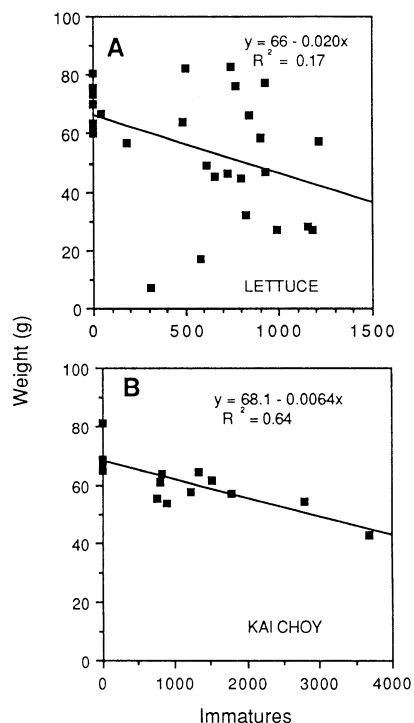 A
y = 66 - 0.020x
R² = 0.17
100
80
60
40
20
0
LETTUCE
0 500 1000 1500
Weight (g)
B
y = 68.1 - 0.0064x
R² = 0.64
100
80
60
40
20
0
KAI CHOY
0 1000 2000 3000 4000
Immatures